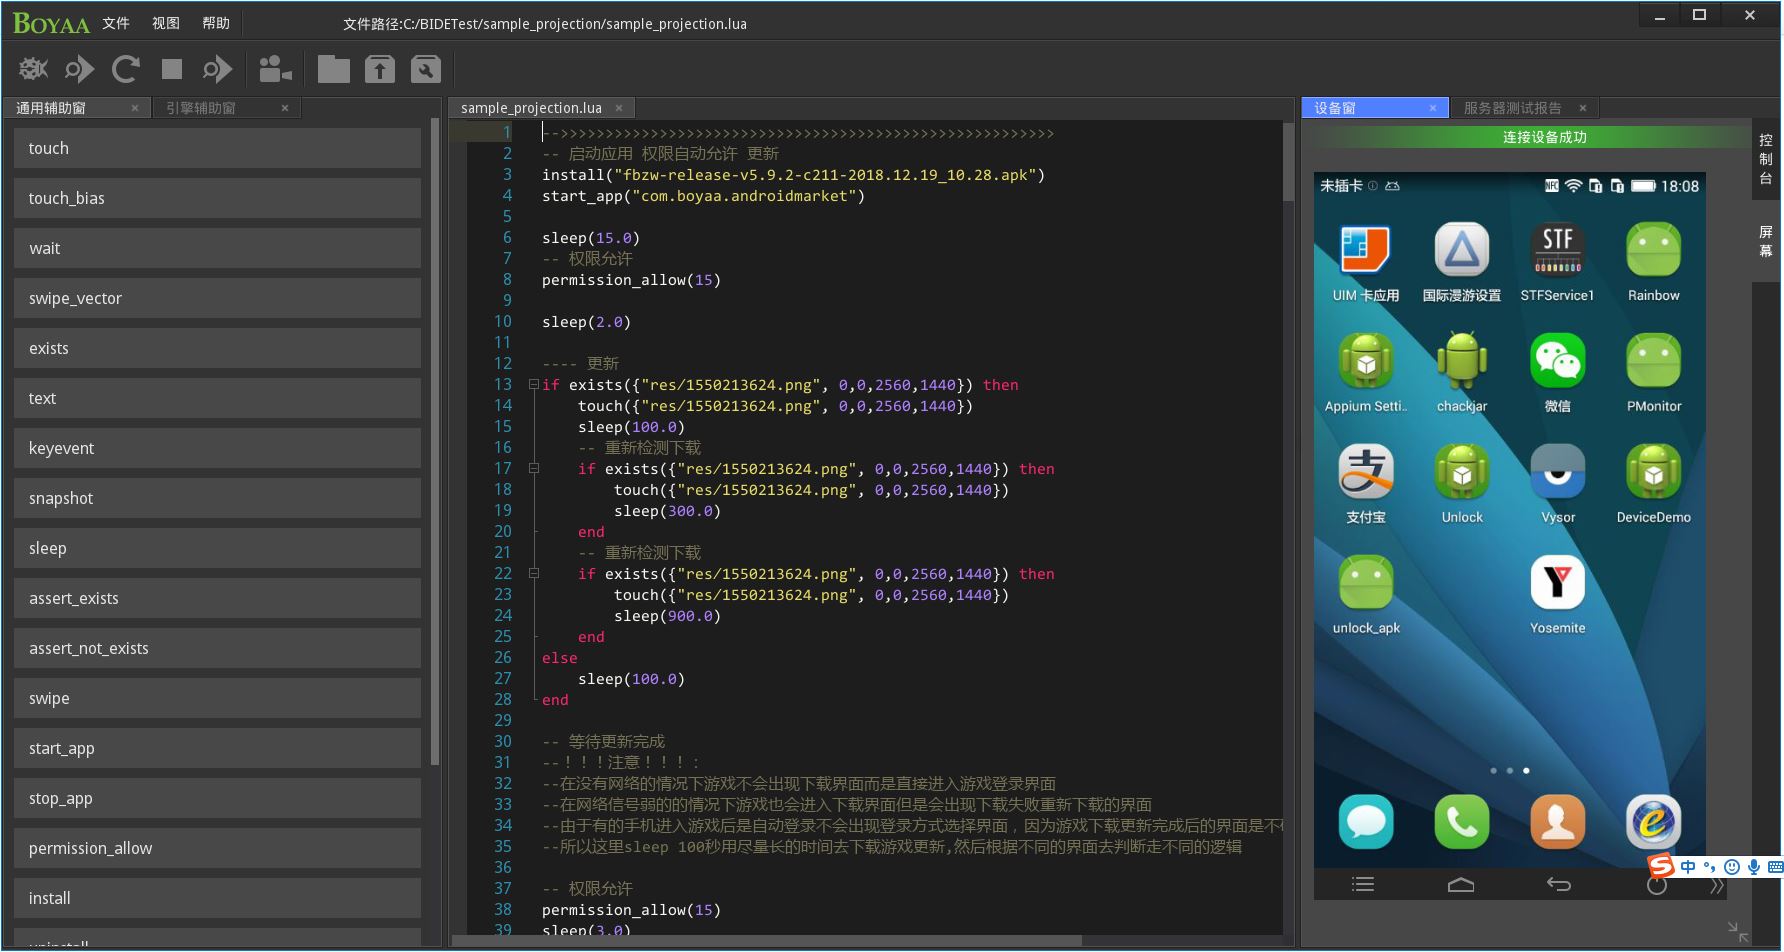 BOYAA 文件 视图 帮助 文件路径:C:/BIDETest/sample_projection/sample_projection.lua
通用辅助窗 引擎辅助窗
touch
touch_bias
wait
swipe_vector
exists
text
keyevent
snapshot
sleep
assert_exists
assert_not_exists
swipe
start_app
stop_app
permission_allow
install
sample_projection.lua
1 -->>>>>>>>>>>>>>>>>>>>>>>>>>>>>>>>>>>>>>>>>>>>>>>>>>>>>>>
2 -- 启动应用 权限自动允许 更新
3 install("fbzw-release-v5.9.2-c211-2018.12.19_10.28.apk")
4 start_app("com.boyaa.androidmarket")
5
6 sleep(15.0)
7 -- 权限允许
8 permission_allow(15)
9
10 sleep(2.0)
11
12 ---- 更新
13 if exists({"res/1550213624.png", 0,0,2560,1440}) then
14 touch({"res/1550213624.png", 0,0,2560,1440})
15 sleep(100.0)
16 -- 重新检测下载
17 if exists({"res/1550213624.png", 0,0,2560,1440}) then
18 touch({"res/1550213624.png", 0,0,2560,1440})
19 sleep(300.0)
20 end
21 -- 重新检测下载
22 if exists({"res/1550213624.png", 0,0,2560,1440}) then
23 touch({"res/1550213624.png", 0,0,2560,1440})
24 sleep(900.0)
25 end
26 else
27 sleep(100.0)
28 end
29
30 -- 等待更新完成
31 --！！！注意！！！：
32 --在没有网络的情况下游戏不会出现下载界面而是直接进入游戏登录界面
33 --在网络信号弱的的情况下游戏也会进入下载界面但是会出现下载失败重新下载的界面
34 --由于有的手机进入游戏后是自动登录不会出现登录方式选择界面，因为游戏下载更新完成后的界面是不
35 --所以这里sleep 100秒用尽量长的时间去下载游戏更新,然后根据不同的界面去判断走不同的逻辑
36
37 -- 权限允许
38 permission_allow(15)
39 sleep(3.0)
设备窗 服务器测试报告
连接设备成功
控制台
屏幕
未插卡 NFC 18:08
STF
UIM 卡应用 国际漫游设置 STFService1 Rainbow
Appium Setti.. chackjar 微信 PMonitor
支付宝 Unlock Vysor DeviceDemo
unlock_apk Yosemite
中